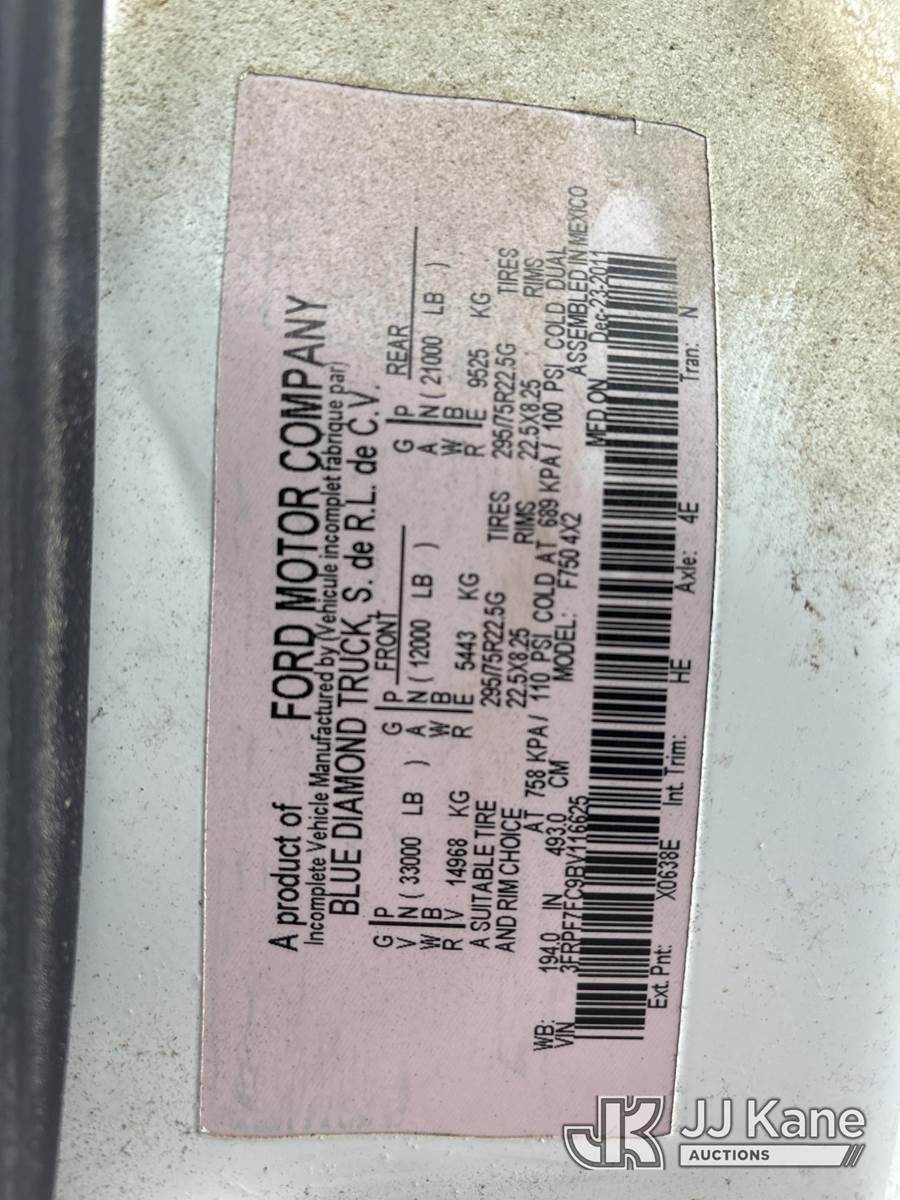 A product of FORD MOTOR COMPANY
Incomplete Vehicle Manufactured by (Vehicule incomplet fabrique par)
BLUE DIAMOND TRUCK, S. de R.L. de C.V.
G P G P FRONT G P REAR
V N ( 33000 LB ) A N ( 12000 LB ) A N ( 21000 LB )
W B W B W B
R V 14968 KG R E 5443 KG R E 9525 KG
A SUITABLE TIRE 295/75R22.5G TIRES 295/75R22.5G TIRES
AND RIM CHOICE 22.5X8.25 RIMS 22.5X8.25 RIMS
AT 758 KPA/ 110 PSI COLD AT 689 KPA/ 100 PSI COLD DUAL
WB: 194.0 IN 493.0 CM MODEL: F750 4X2 ASSEMBLED IN MEXICO
VIN 3FRPF7FC9BV116625 MFD ON Dec-23-2011
Ext. Pnt: X0638E Int. Trim: HE Axle: 4E Tran: N
JK JJ Kane
AUCTIONS